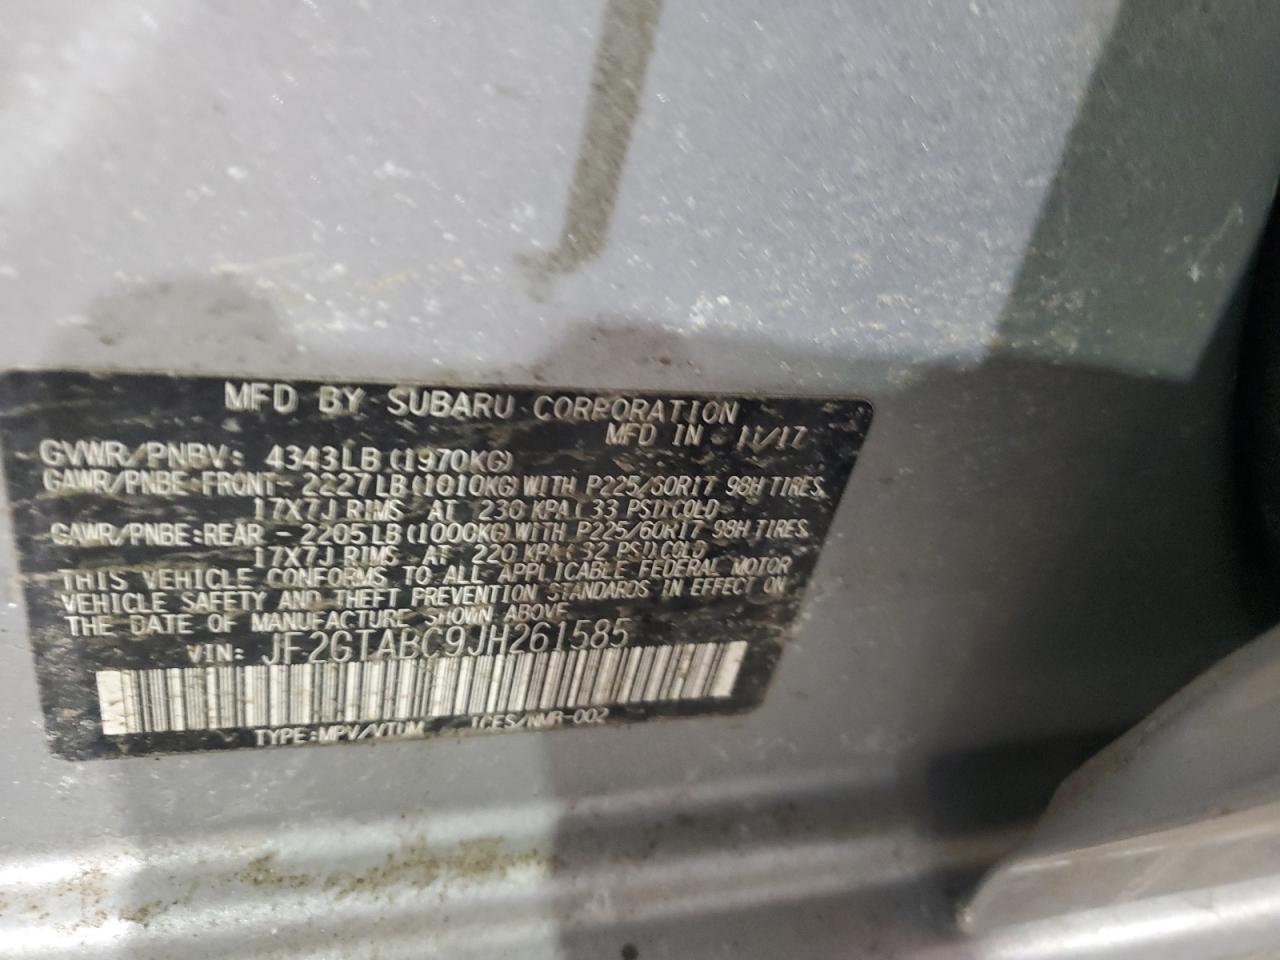 MFD BY SUBARU CORPORATION
MFD IN 11/17
GVWR/PNBV: 4343LB(1970KG)
GAWR/PNBE FRONT- 2227LB(1010KG)WITH P225/60R17 98H TIRES
17X7J RIMS AT 230 KPA(33 PSI)COLD
GAWR/PNBE:REAR - 2205LB(1000KG)WITH P225/60R17 98H TIRES
17X7J RIMS AT 220 KPA(32 PSI)COLD
THIS VEHICLE CONFORMS TO ALL APPLICABLE FEDERAL MOTOR
VEHICLE SAFETY AND THEFT PREVENTION STANDARDS IN EFFECT ON
THE DATE OF MANUFACTURE SHOWN ABOVE
VIN: JF2GTABC9JH261585
TYPE:MPV/VTUM ICES/NMB-002